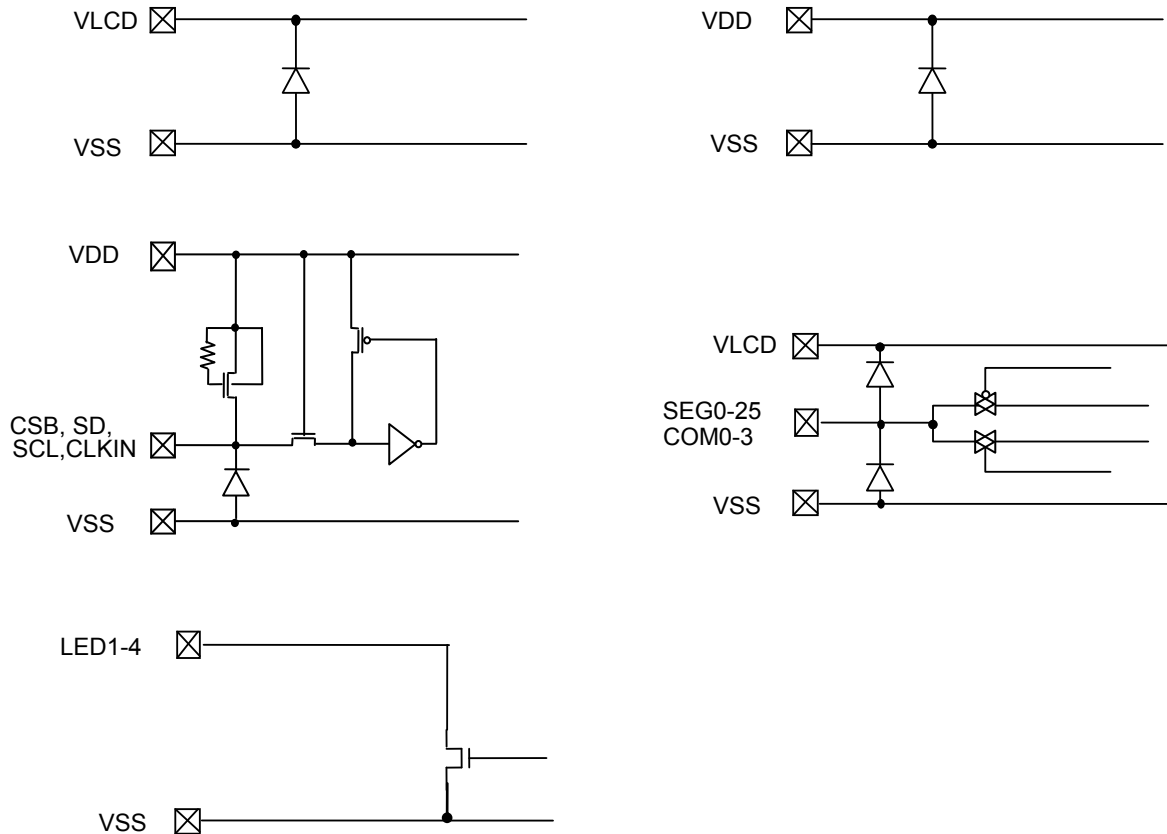 VLCD
VSS
VDD
VSS
VDD
CSB, SD,
SCL,CLKIN
VSS
VLCD
SEG0-25
COM0-3
VSS
LED1-4
VSS